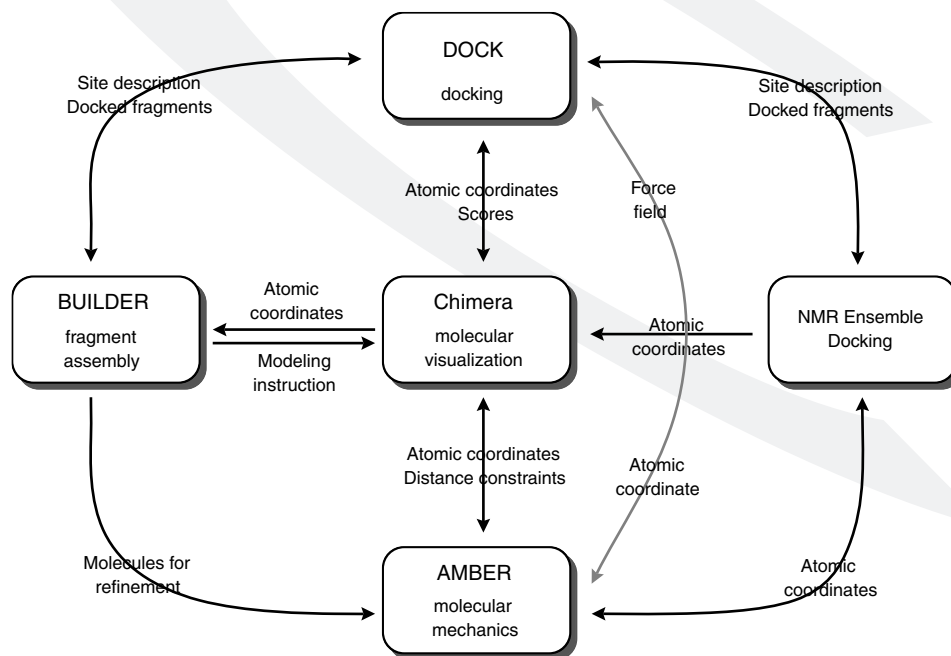 DOCK
docking
Site description
Docked fragments
Site description
Docked fragments
Atomic coordinates
Scores
Force
field
BUILDER
fragment
assembly
Atomic
coordinates
Modeling
instruction
Chimera
molecular
visualization
Atomic
coordinates
NMR Ensemble
Docking
Atomic coordinates
Distance constraints
Atomic
coordinate
Molecules for
refinement
AMBER
molecular
mechanics
Atomic
coordinates